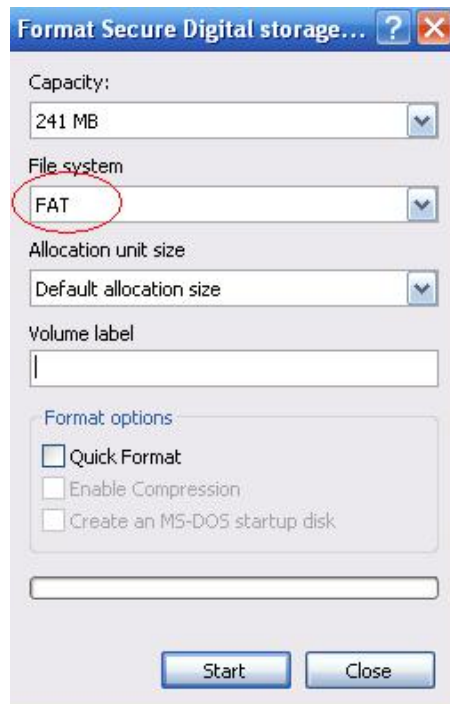 Format Secure Digital storage...
Capacity:
241 MB
File system
FAT
Allocation unit size
Default allocation size
Volume label
Format options
Quick Format
Enable Compression
Create an MS-DOS startup disk
Start Close